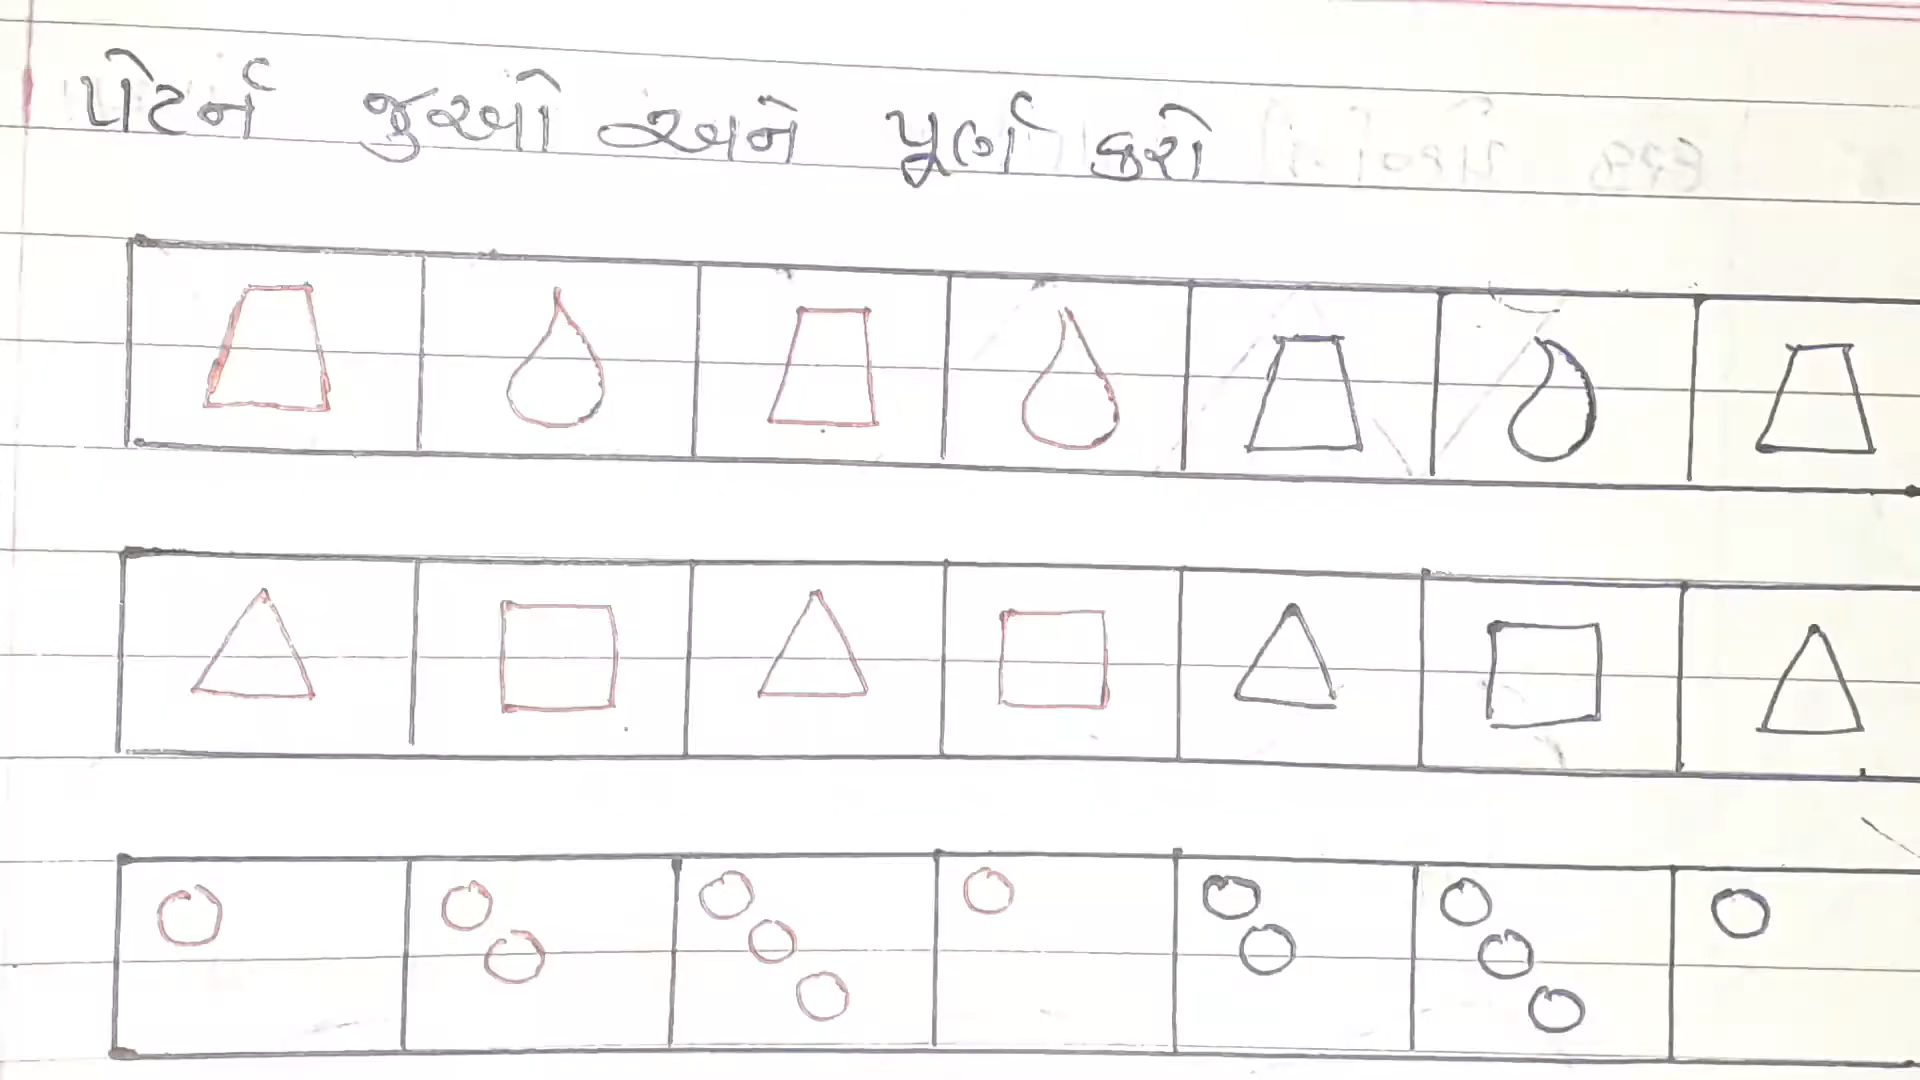 પેટર્ન જુઓ અને પૂર્ણ કરો